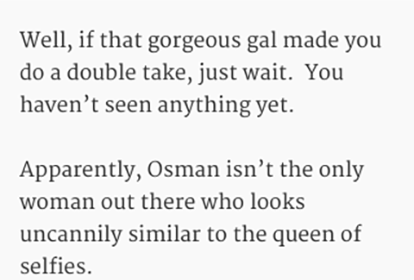 Well, if that gorgeous gal made you
do a double take, just wait.  You
haven’t seen anything yet.
Apparently, Osman isn’t the only
woman out there who looks
uncannily similar to the queen of
selfies.